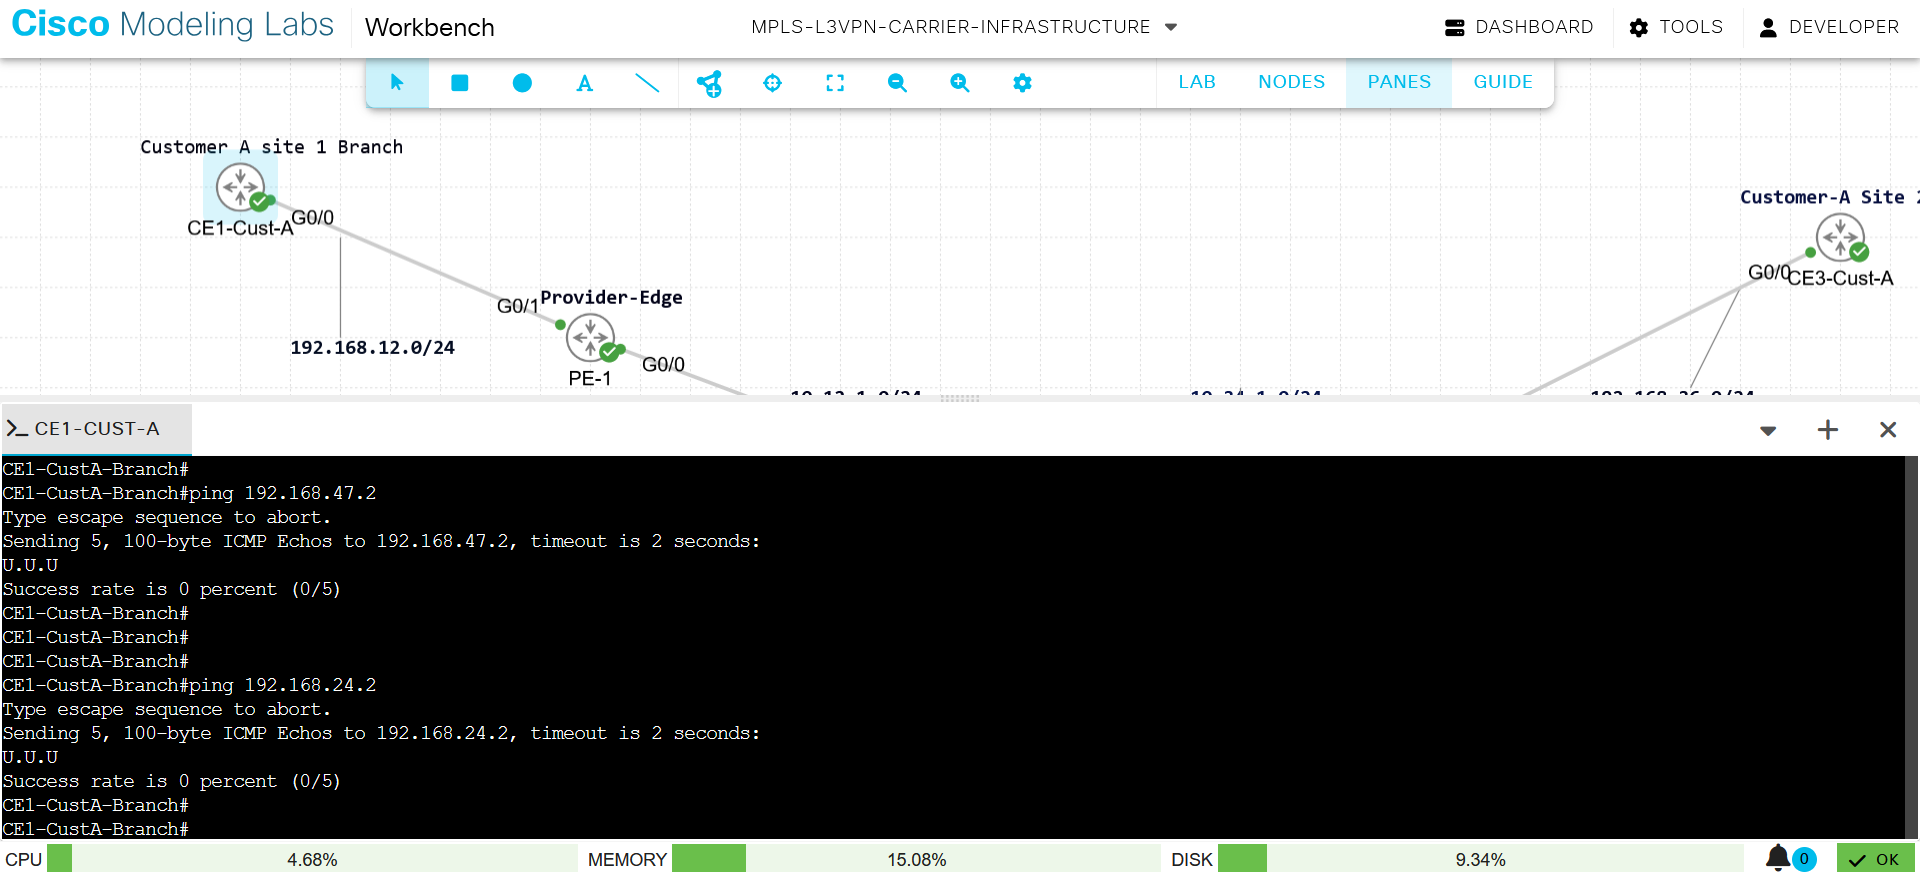 Cisco Modeling Labs
Workbench
MPLS-L3VPN-CARRIER-INFRASTRUCTURE
DASHBOARD
TOOLS
DEVELOPER
A
LAB
NODES
PANES
GUIDE
Customer A site 1 Branch
CE1-Cust-A
G0/0
Customer-A Site
G0/0
CE3-Cust-A
G0/1
Provider-Edge
192.168.12.0/24
G0/0
PE-1
CE1-CUST-A
CE1-CustA-Branch#
CE1-CustA-Branch#ping 192.168.47.2
Type escape sequence to abort.
Sending 5, 100-byte ICMP Echos to 192.168.47.2, timeout is 2 seconds:
U.U.U
Success rate is 0 percent (0/5)
CE1-CustA-Branch#
CE1-CustA-Branch#
CE1-CustA-Branch#
CE1-CustA-Branch#ping 192.168.24.2
Type escape sequence to abort.
Sending 5, 100-byte ICMP Echos to 192.168.24.2, timeout is 2 seconds:
U.U.U
Success rate is 0 percent (0/5)
CE1-CustA-Branch#
CE1-CustA-Branch#
CPU 4.68%
MEMORY 15.08%
DISK 9.34%
0
OK